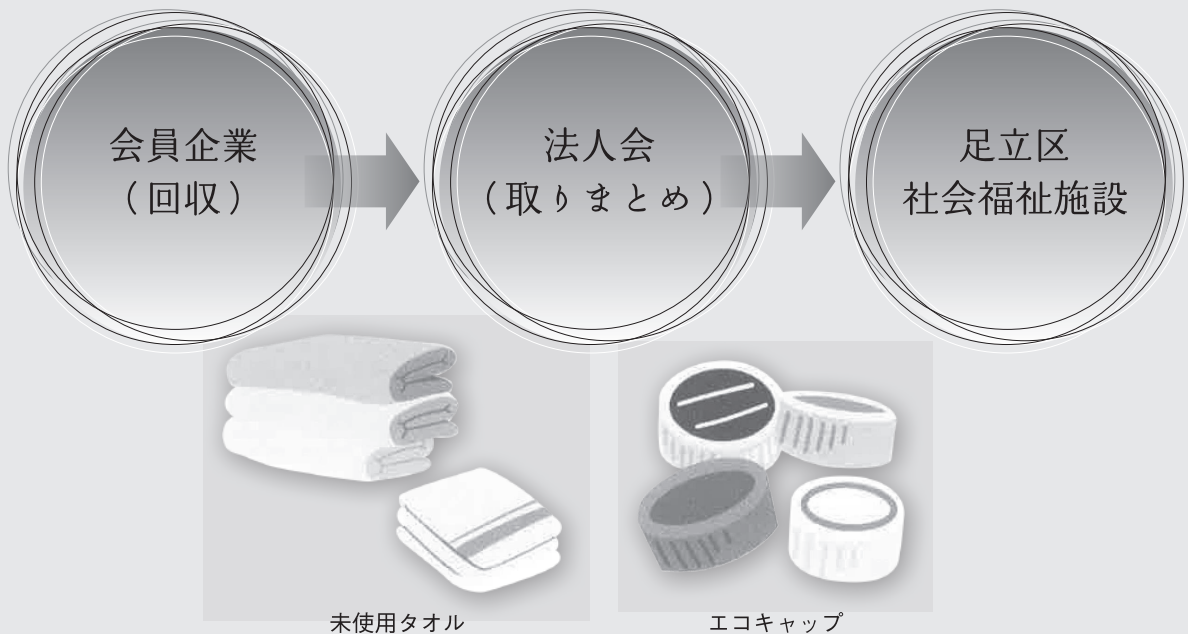 会員企業
（回収）
法人会
（取りまとめ）
足立区
社会福祉施設
未使用タオル
エコキャップ